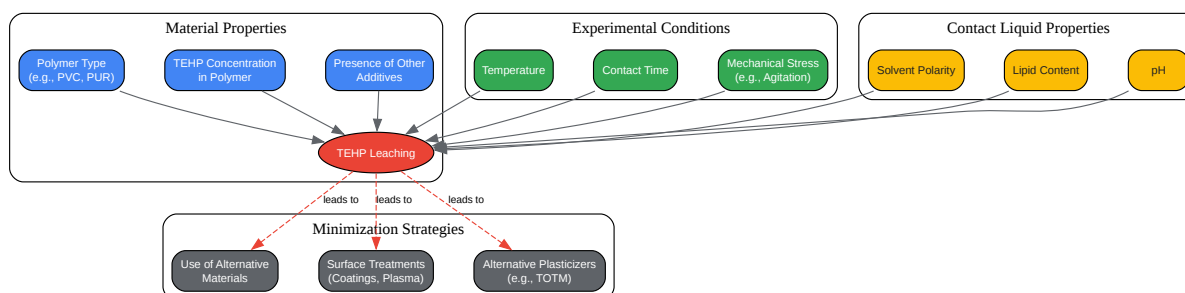 Material Properties
Experimental Conditions
Contact Liquid Properties
Polymer Type
(e.g., PVC, PUR)
TEHP Concentration
in Polymer
Presence of Other
Additives
Temperature
Contact Time
Mechanical Stress
(e.g., Agitation)
Solvent Polarity
Lipid Content
pH
TEHP Leaching
leads to
leads to
leads to
Minimization Strategies
Use of Alternative
Materials
Surface Treatments
(Coatings, Plasma)
Alternative Plasticizers
(e.g., TOTM)